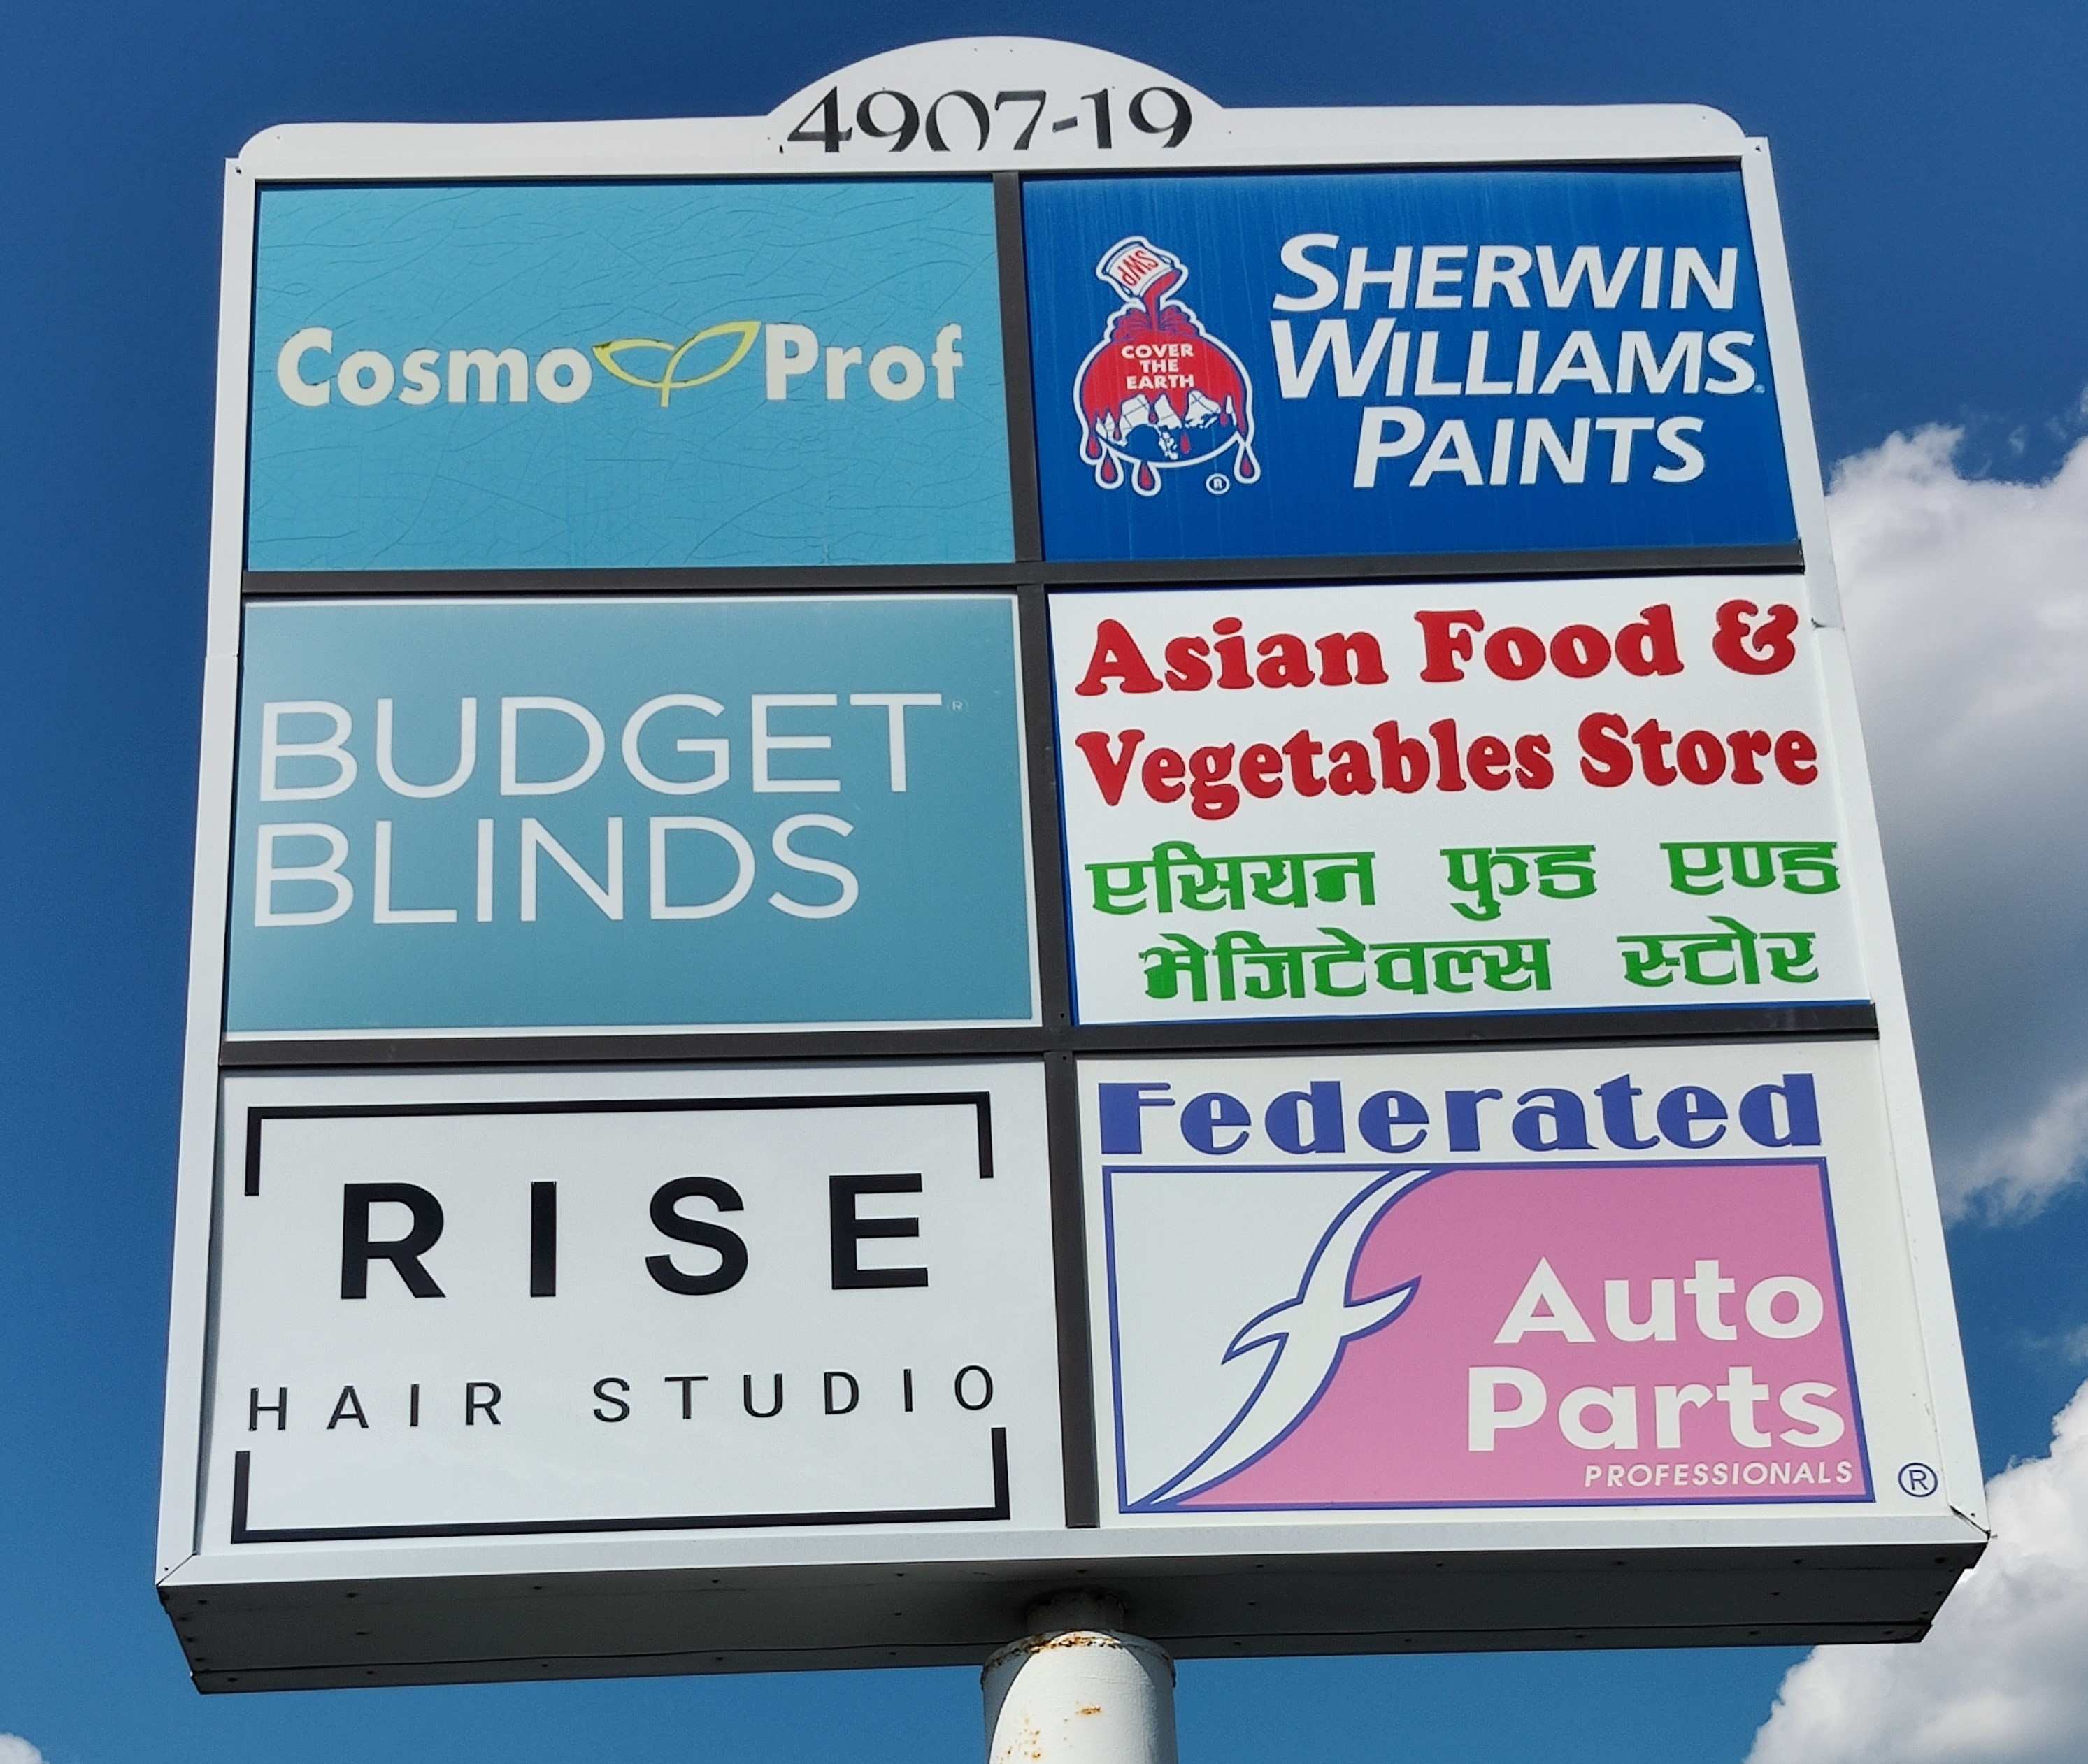 4907-19
Cosmo Prof
SWP
COVER
THE
EARTH
®
SHERWIN
WILLIAMS®
PAINTS
BUDGET®
BLINDS
Asian Food &
Vegetables Store
एसियन फुड एण्ड
भेजिटेवल्स स्टोर
RISE
HAIR STUDIO
Federated
Auto
Parts
PROFESSIONALS
®